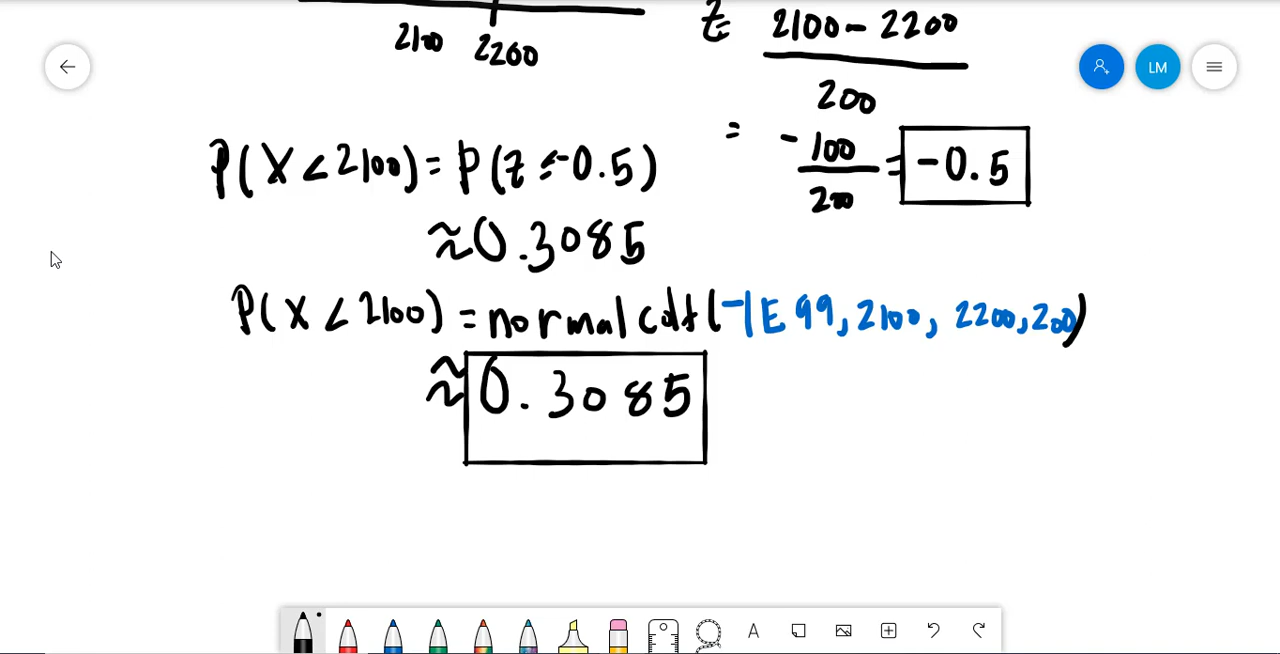 2100 2200
z = 2100 - 2200
200
LM
= -100
200
= -0.5
P(X < 2100) = P(z < -0.5)
≈ 0.3085
P(X < 2100) = normalcdf(-1E99, 2100, 2200, 200)
≈ 0.3085
A